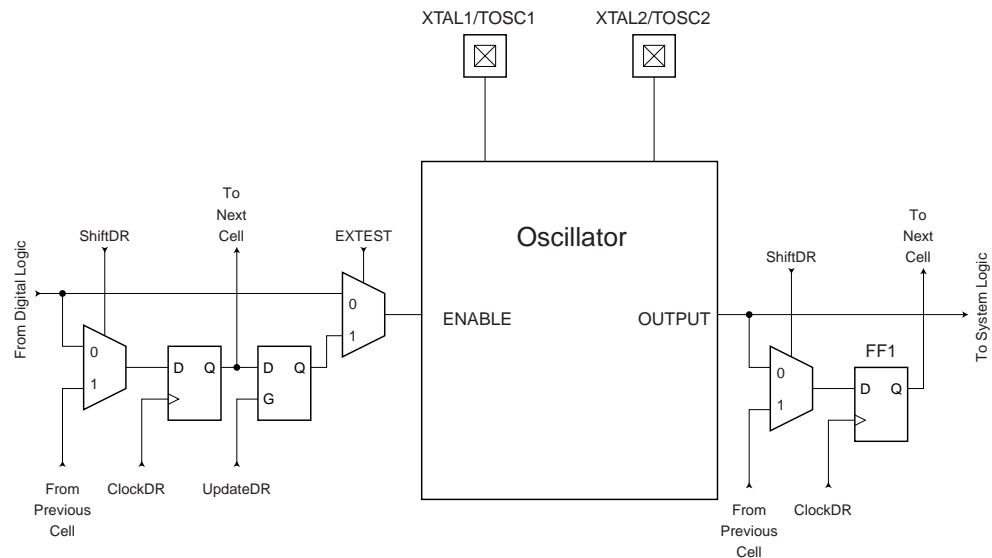 XTAL1/TOSC1
XTAL2/TOSC2
To
Next
Cell
ShiftDR
EXTEST
From Digital Logic
0
1
0
1
D Q
D Q
G
From
Previous
Cell
ClockDR
UpdateDR
Oscillator
ENABLE
OUTPUT
To
Next
Cell
ShiftDR
To System Logic
FF1
0
1
D Q
From
Previous
Cell
ClockDR